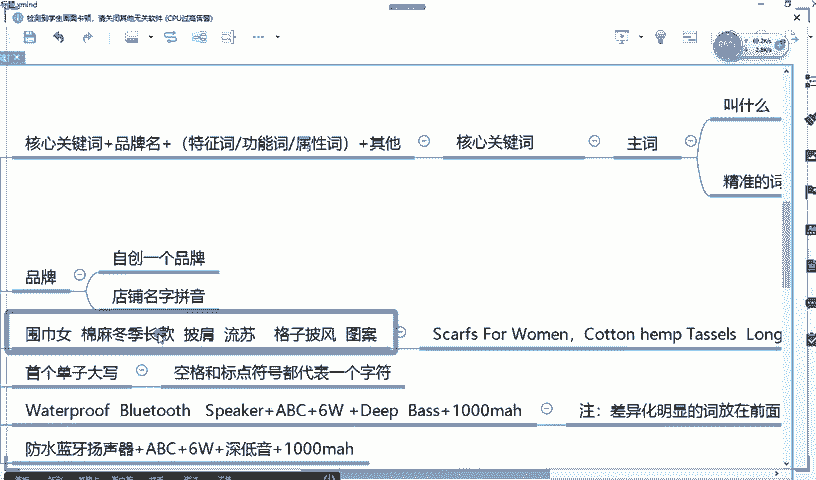 标题.xmind
检测到学生画面卡顿，请关闭其他无关软件 (CPU过高告警)
叫什么
核心关键词+品牌名+（特征词/功能词/属性词）+其他
核心关键词
主词
精准的词
自创一个品牌
品牌
店铺名字拼音
围巾女 棉麻冬季长款 披肩 流苏 格子披风 图案
Scarfs For Women，Cotton hemp Tassels Long
首个单子大写
空格和标点符号都代表一个字符
Waterproof Bluetooth Speaker+ABC+6W +Deep Bass+1000mah
注：差异化明显的词放在前面
防水蓝牙扬声器+ABC+6W+深低音+1000mah